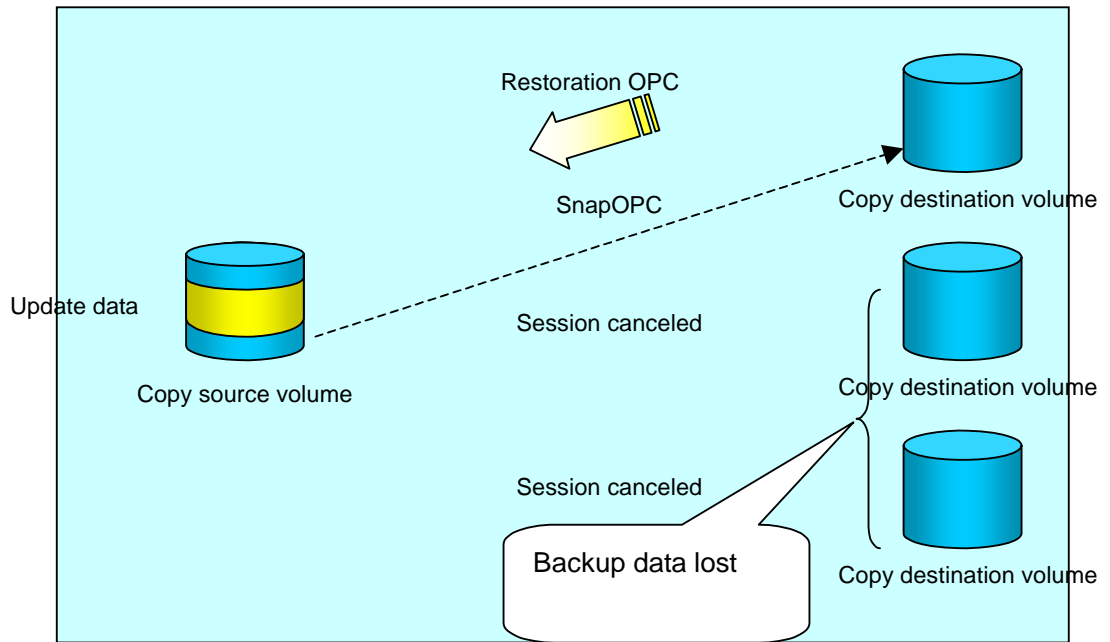 Restoration OPC
SnapOPC
Copy destination volume
Update data
Session canceled
Copy source volume
Copy destination volume
Session canceled
Backup data lost
Copy destination volume